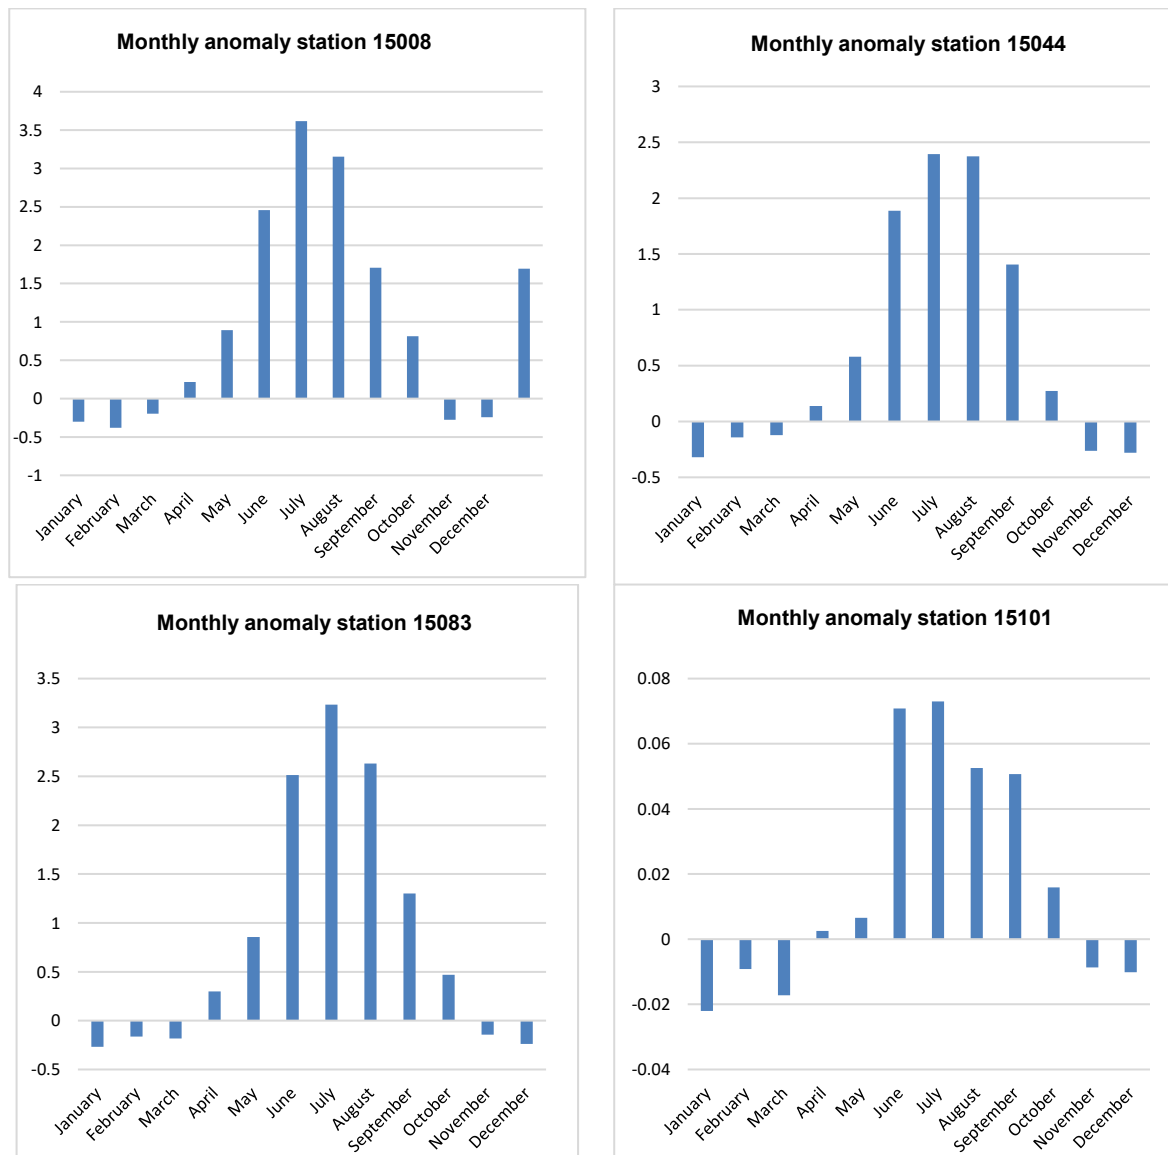 Monthly anomaly station 15008
4
3.5
3
2.5
2
1.5
1
0.5
0
-0.5
-1
January
February
March
April
May
June
July
August
September
October
November
December
Monthly anomaly station 15044
3
2.5
2
1.5
1
0.5
0
-0.5
January
February
March
April
May
June
July
August
September
October
November
December
Monthly anomaly station 15083
3.5
3
2.5
2
1.5
1
0.5
0
-0.5
January
February
March
April
May
June
July
August
September
October
November
December
Monthly anomaly station 15101
0.08
0.06
0.04
0.02
0
-0.02
-0.04
January
February
March
April
May
June
July
August
September
October
November
December